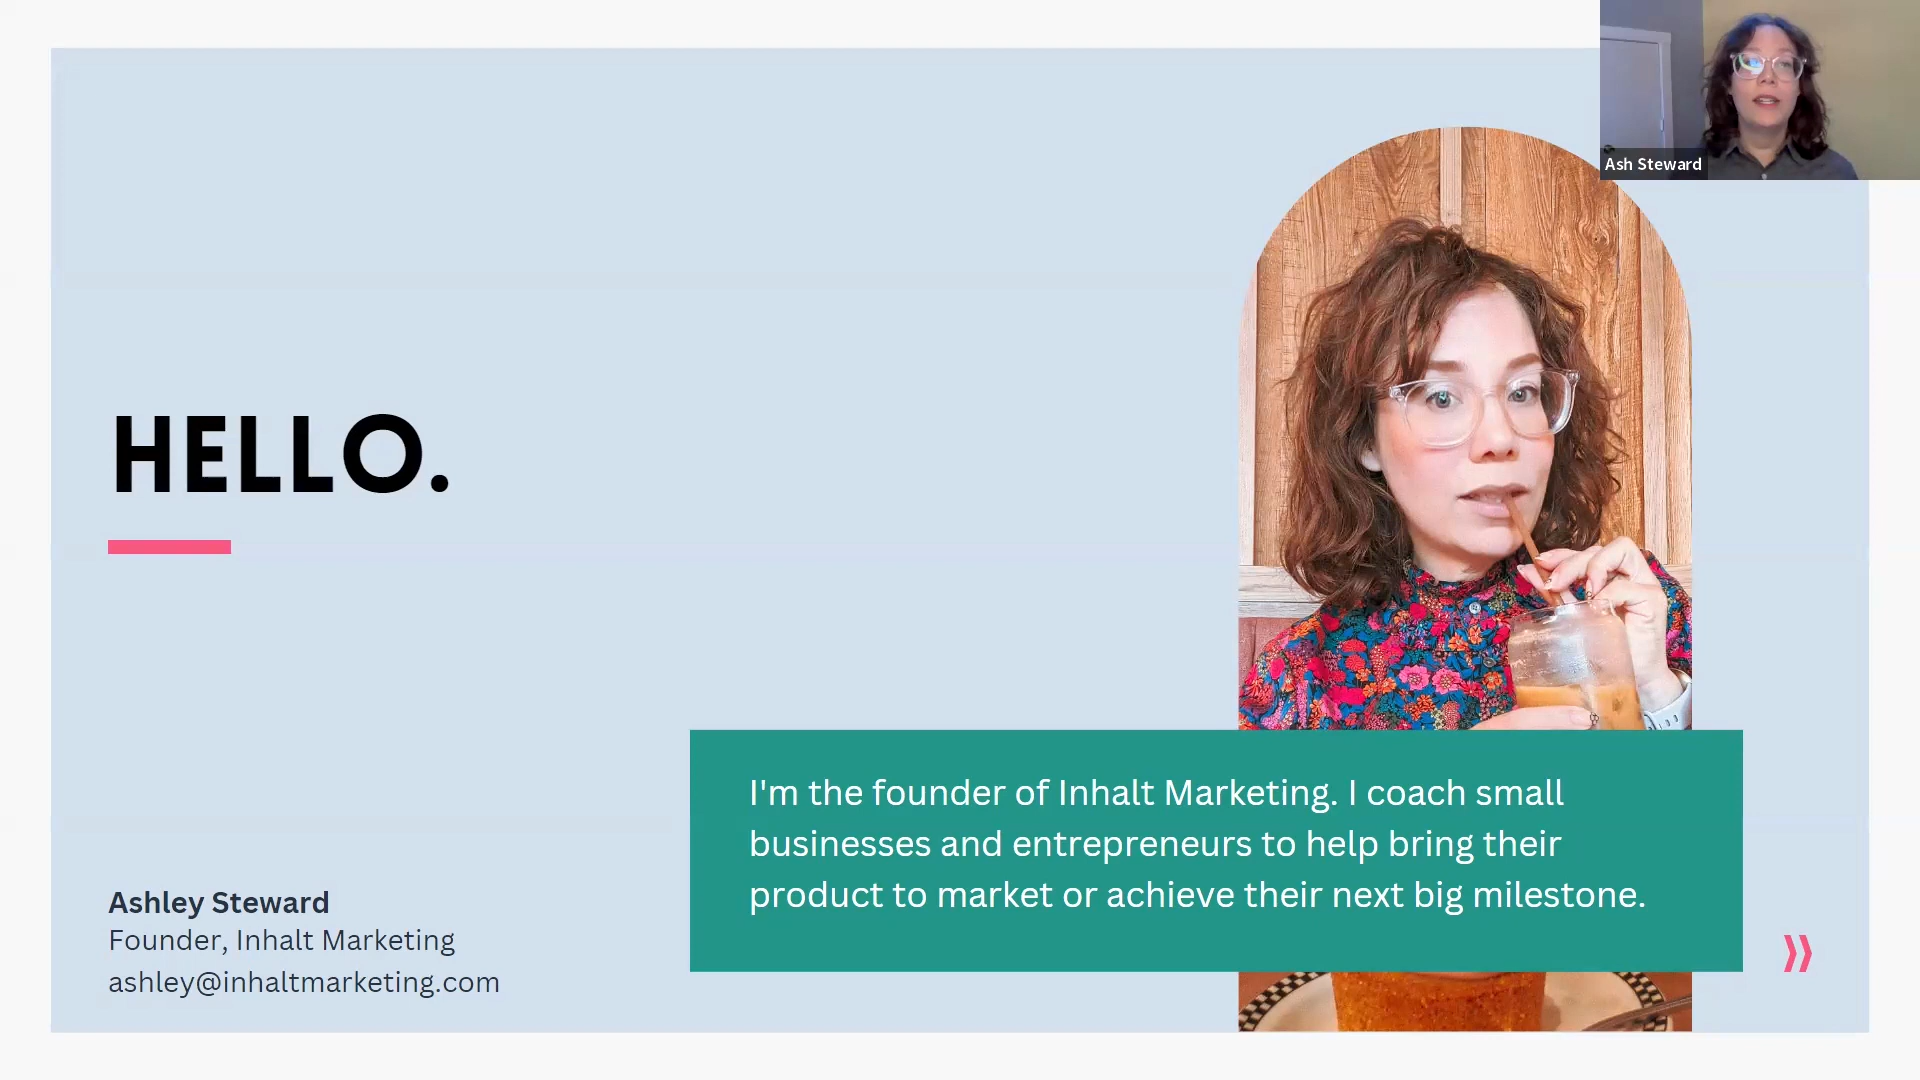 Ash Steward
HELLO.
I'm the founder of Inhalt Marketing. I coach small
businesses and entrepreneurs to help bring their
product to market or achieve their next big milestone.
Ashley Steward
Founder, Inhalt Marketing
ashley@inhaltmarketing.com